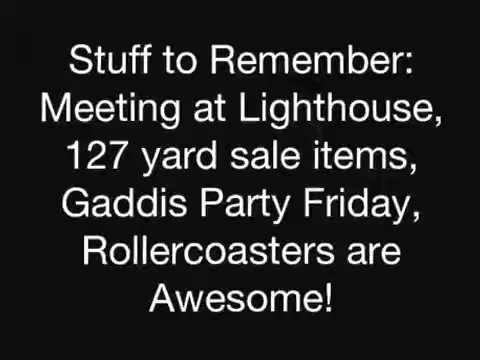 Stuff to Remember:
Meeting at Lighthouse,
127 yard sale items,
Gaddis Party Friday,
Rollercoasters are
Awesome!